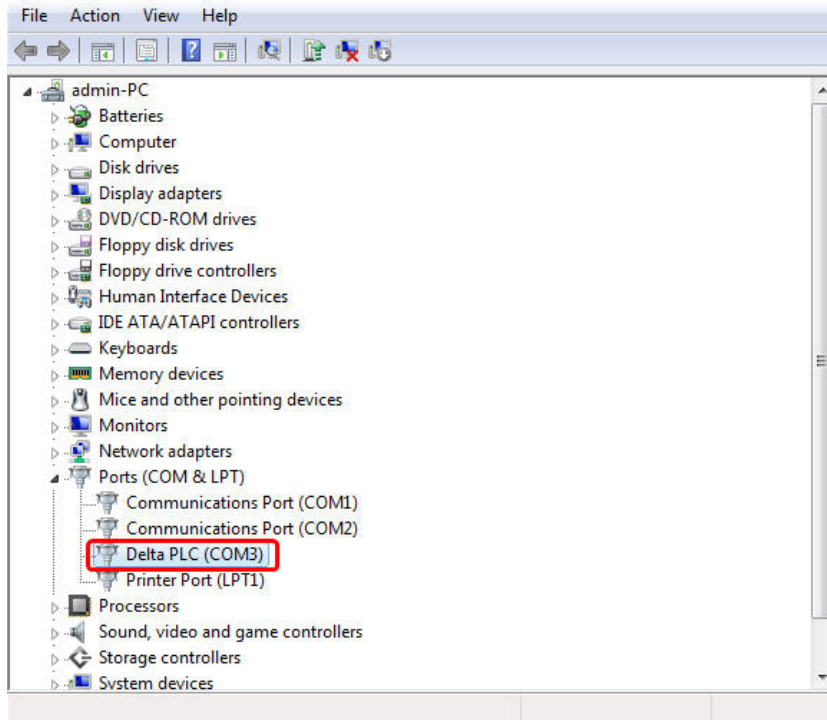 File Action View Help
admin-PC
Batteries
Computer
Disk drives
Display adapters
DVD/CD-ROM drives
Floppy disk drives
Floppy drive controllers
Human Interface Devices
IDE ATA/ATAPI controllers
Keyboards
Memory devices
Mice and other pointing devices
Monitors
Network adapters
Ports (COM & LPT)
Communications Port (COM1)
Communications Port (COM2)
Delta PLC (COM3)
Printer Port (LPT1)
Processors
Sound, video and game controllers
Storage controllers
System devices